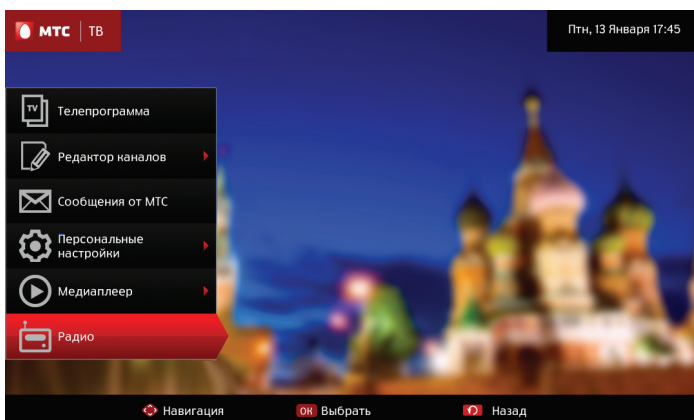 МТС ТВ
Птн, 13 Января 17:45
TV
Телепрограмма
Редактор каналов
Сообщения от МТС
Персональные
настройки
Медиаплеер
Радио
Навигация ОК Выбрать Назад